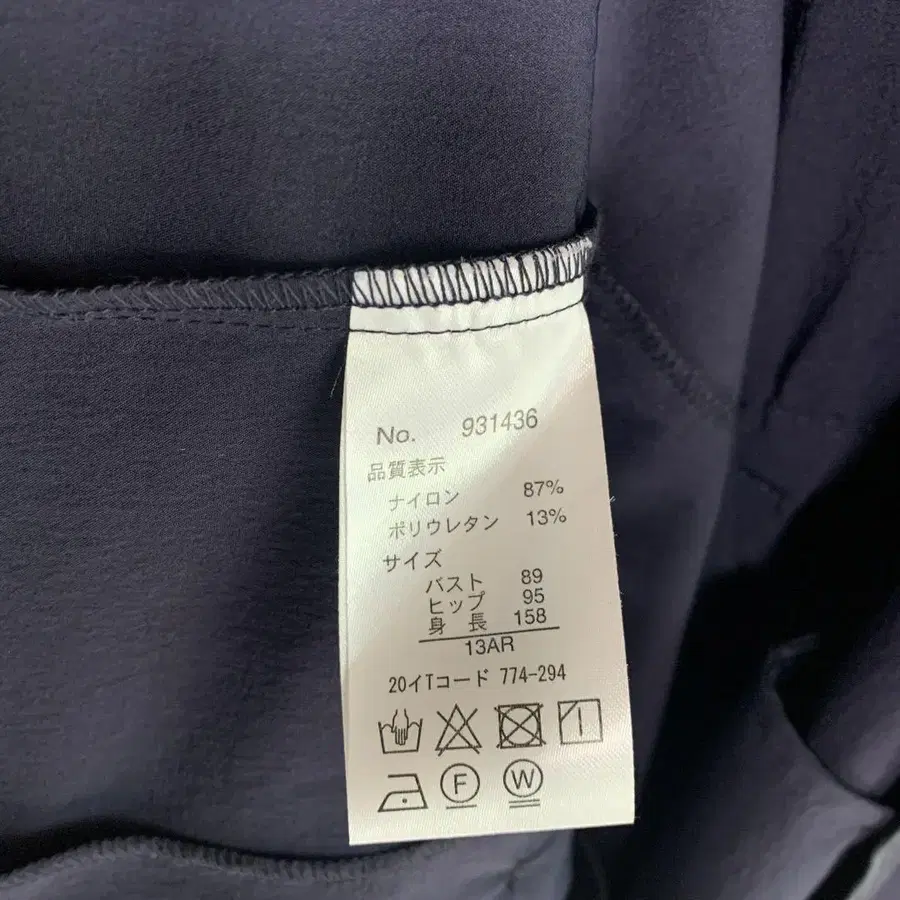 No. 931436
品質表示
ナイロン 87%
ポリウレタン 13%
サイズ
バスト 89
ヒップ 95
身長 158
13AR
20イTコード 774-294
F W